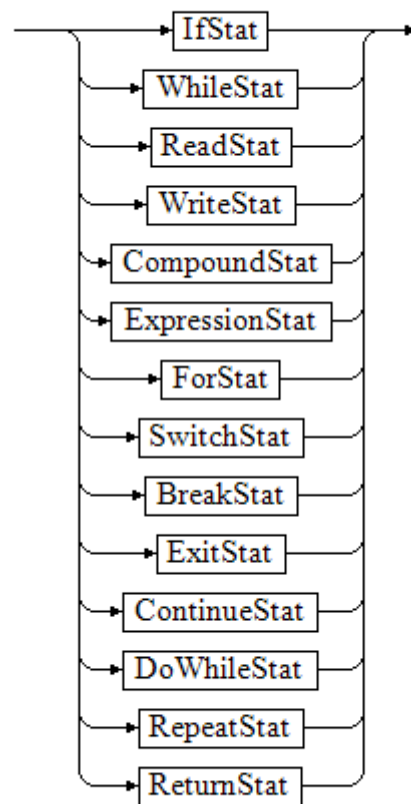 IfStat
WhileStat
ReadStat
WriteStat
CompoundStat
ExpressionStat
ForStat
SwitchStat
BreakStat
ExitStat
ContinueStat
DoWhileStat
RepeatStat
ReturnStat